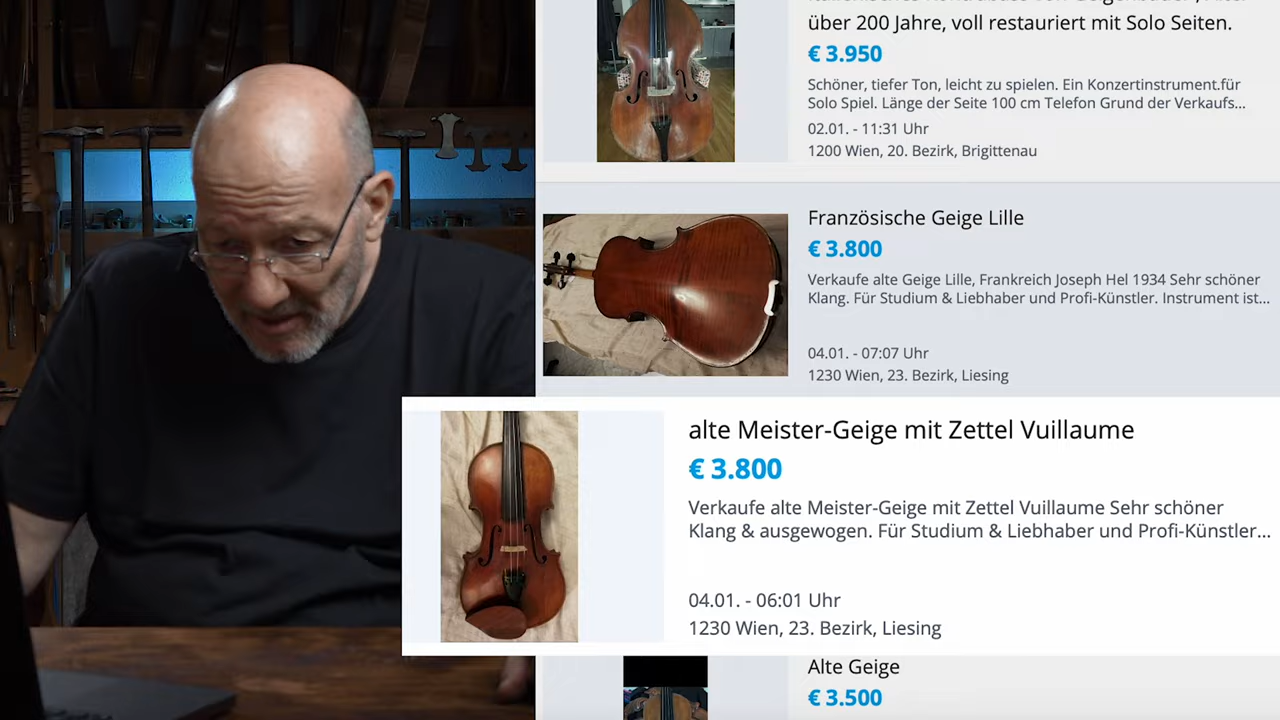 über 200 Jahre, voll restauriert mit Solo Seiten.
€ 3.950
Schöner, tiefer Ton, leicht zu spielen. Ein Konzertinstrument.für
Solo Spiel. Länge der Seite 100 cm Telefon Grund der Verkaufs...
02.01. - 11:31 Uhr
1200 Wien, 20. Bezirk, Brigittenau
Französische Geige Lille
€ 3.800
Verkaufe alte Geige Lille, Frankreich Joseph Hel 1934 Sehr schöner
Klang. Für Studium & Liebhaber und Profi-Künstler. Instrument ist...
04.01. - 07:07 Uhr
1230 Wien, 23. Bezirk, Liesing
alte Meister-Geige mit Zettel Vuillaume
€ 3.800
Verkaufe alte Meister-Geige mit Zettel Vuillaume Sehr schöner
Klang & ausgewogen. Für Studium & Liebhaber und Profi-Künstler...
04.01. - 06:01 Uhr
1230 Wien, 23. Bezirk, Liesing
Alte Geige
€ 3.500